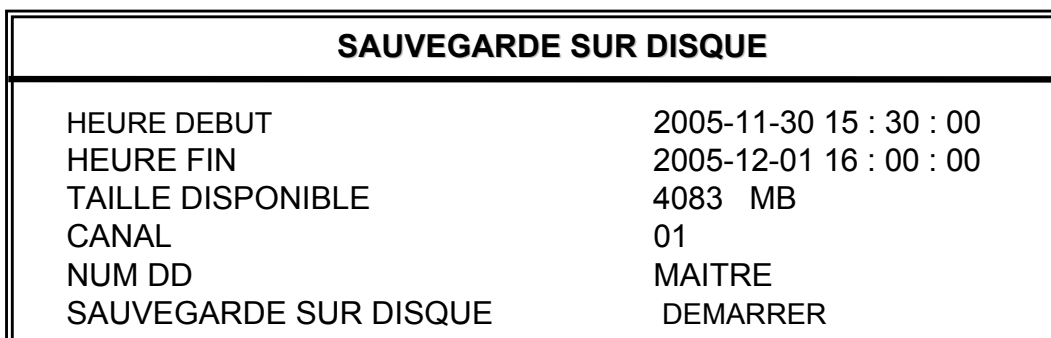 SAUVEGARDE SUR DISQUE
HEURE DEBUT 2005-11-30 15 : 30 : 00
HEURE FIN 2005-12-01 16 : 00 : 00
TAILLE DISPONIBLE 4083 MB
CANAL 01
NUM DD MAITRE
SAUVEGARDE SUR DISQUE DEMARRER